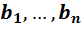 b₁, … , bₙ